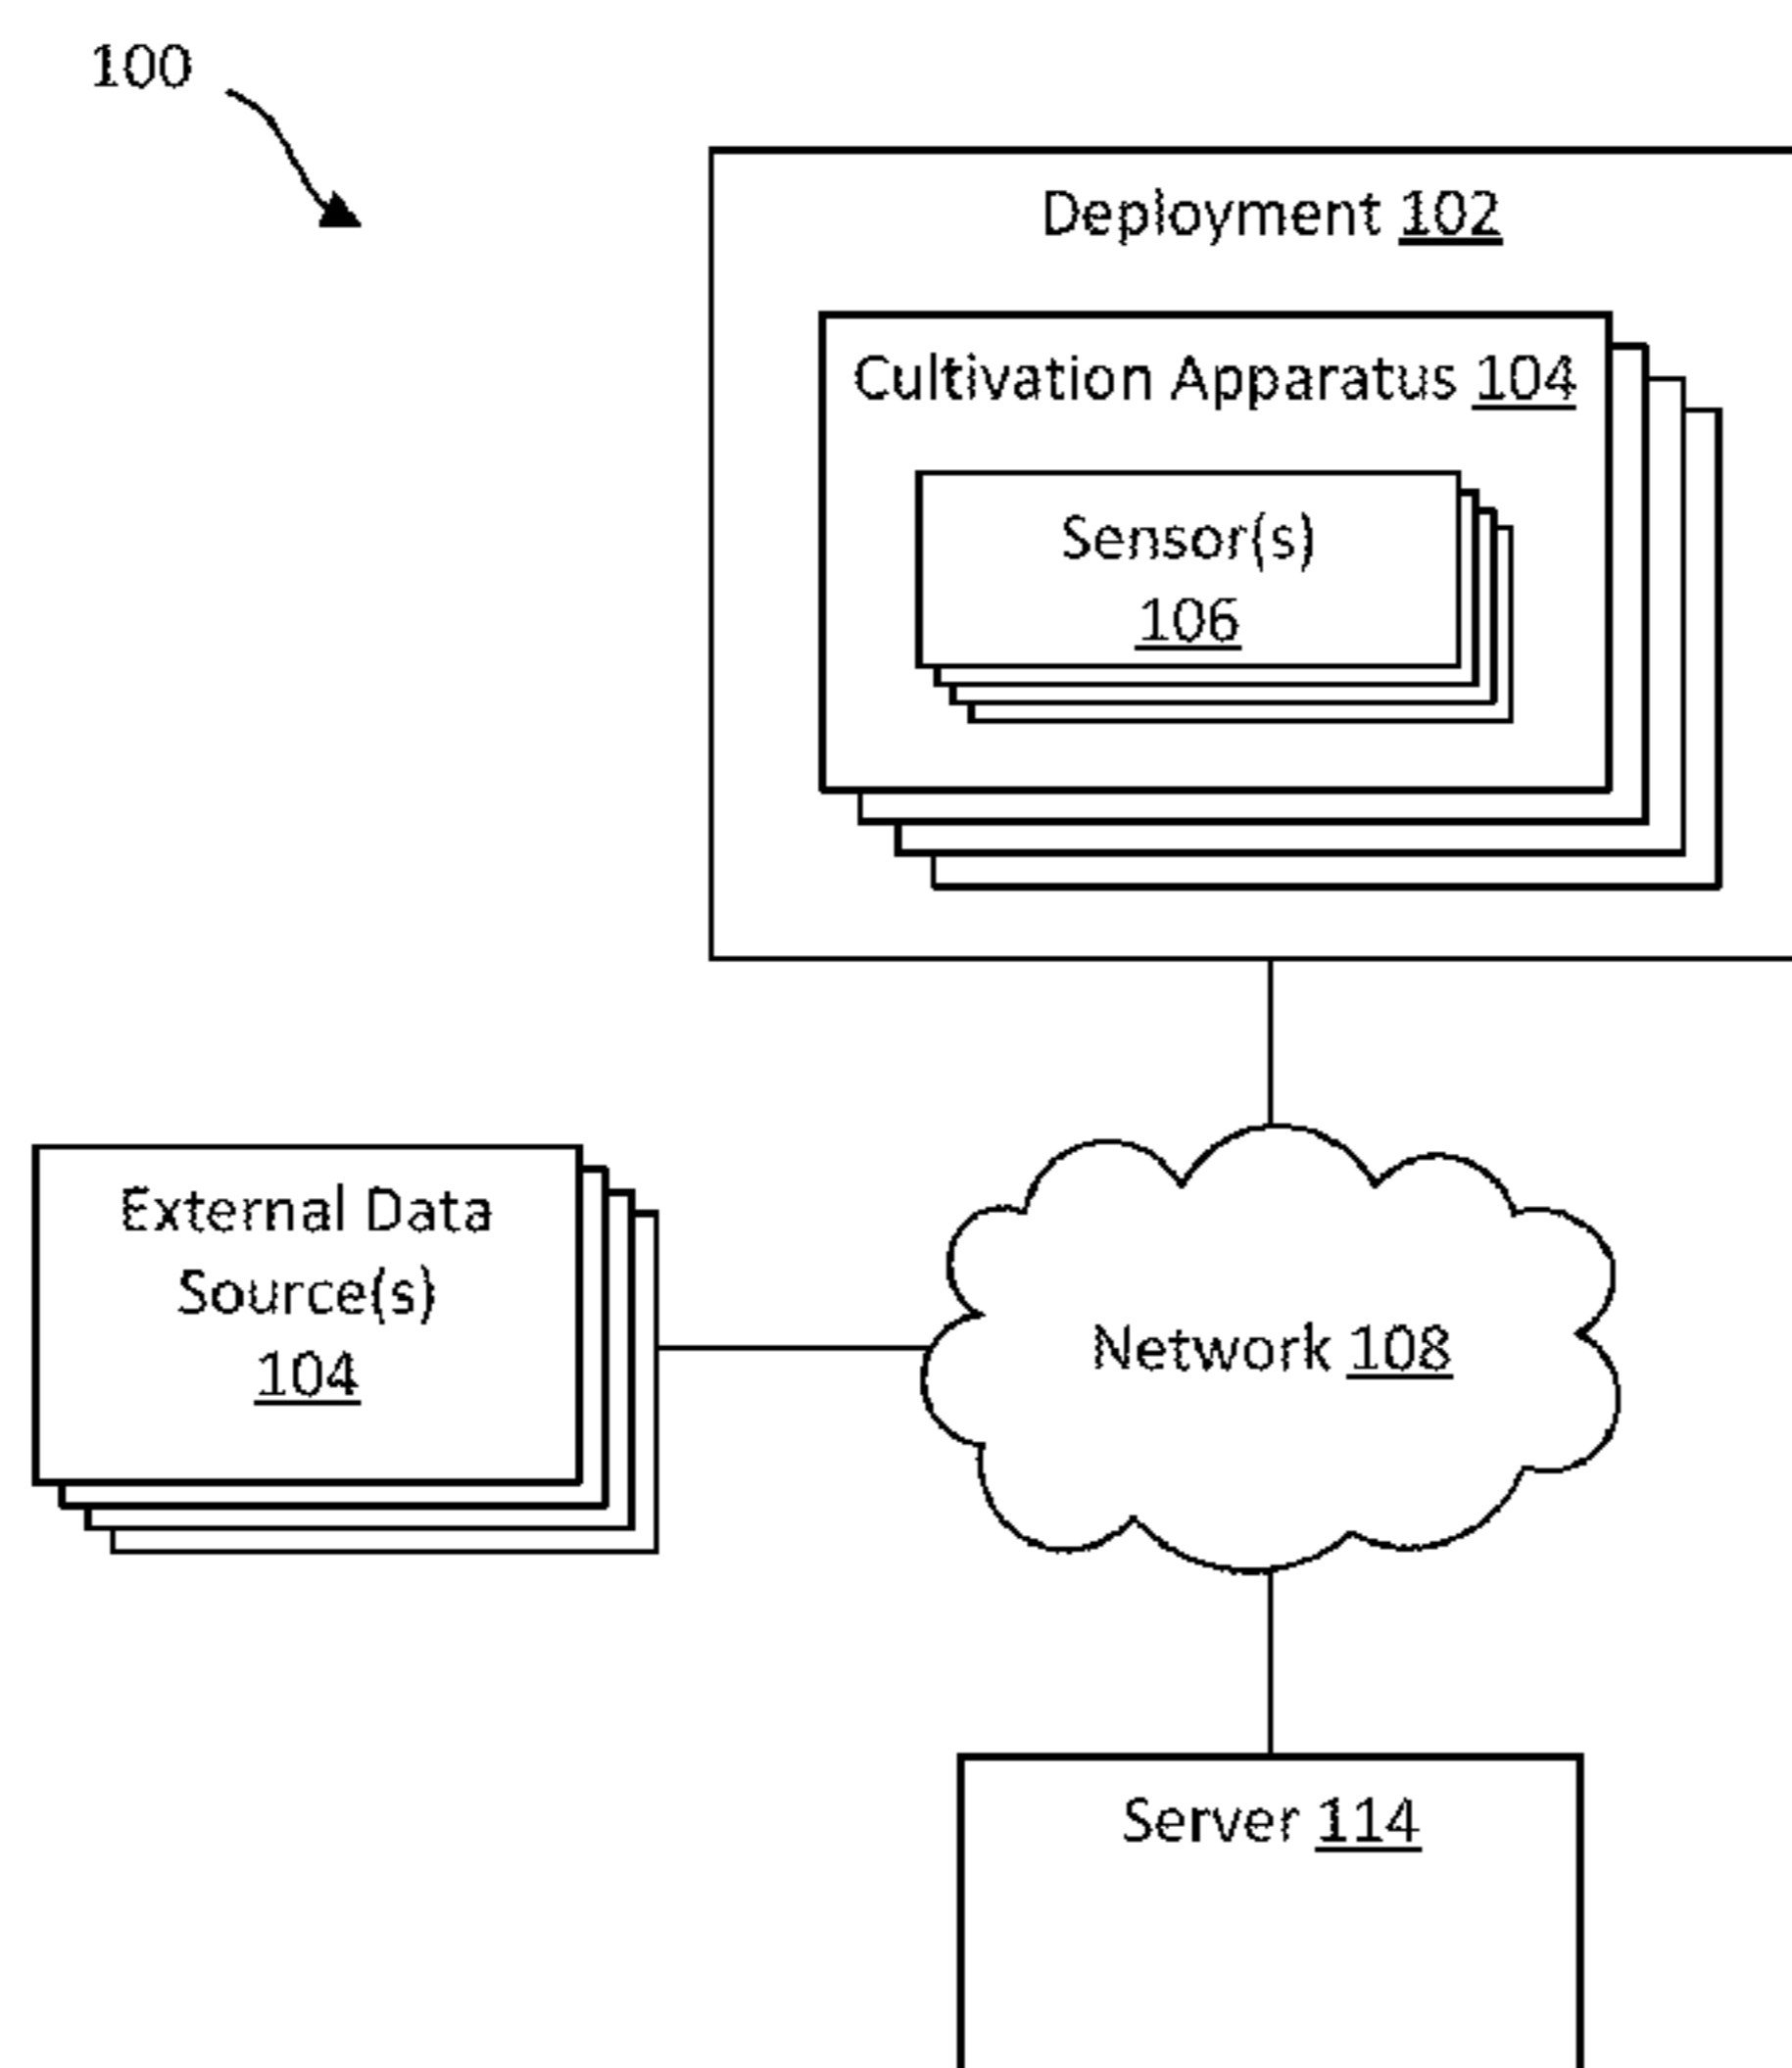 100
Deployment 102
Cultivation Apparatus 104
Sensor(s)
106
External Data
Source(s)
104
Network 108
Server 114